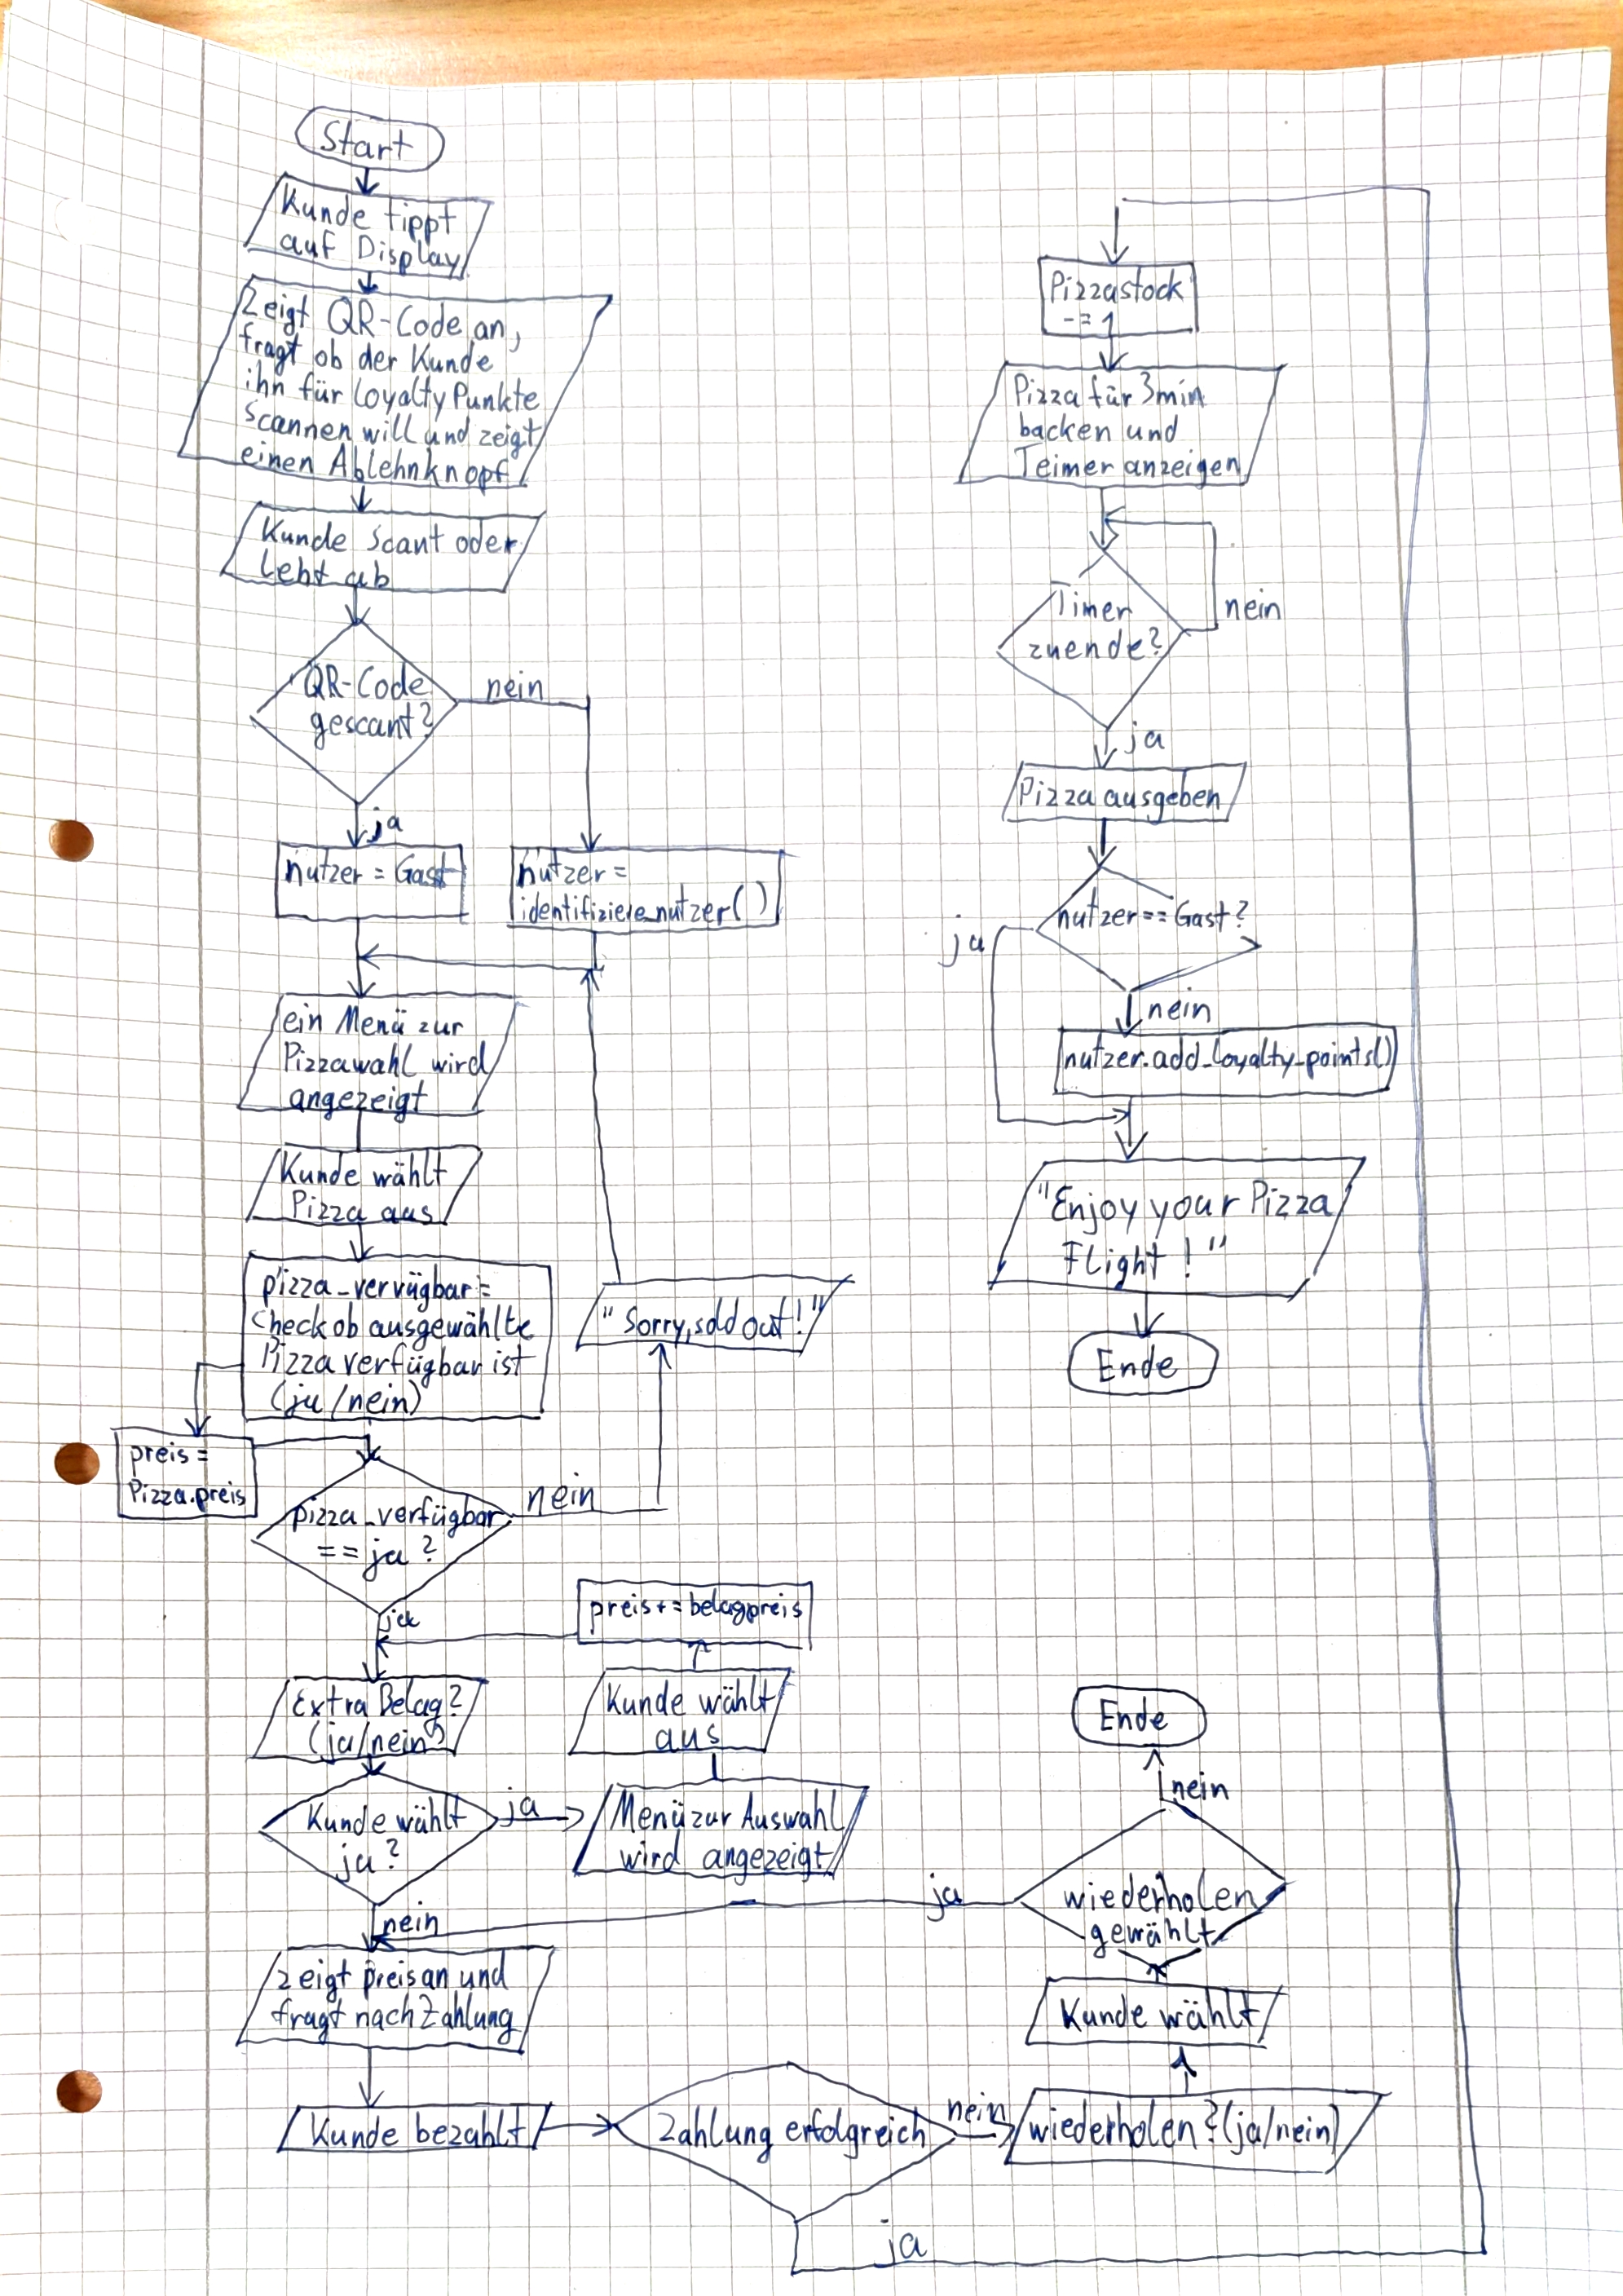 Start
Kunde tippt
auf Display
Zeigt QR-Code an,
fragt ob der Kunde
ihn für Loyalty Punkte
scannen will und zeigt
einen Ablehnknopf
Kunde scant oder
lebt ab
QR-Code
gescant?
nein
ja
nutzer = Gast
nutzer =
identifiziere_nutzer()
ein Menü zur
Pizzawahl wird
angezeigt
Kunde wählt
Pizza aus
pizza_vervügbar =
Check ob ausgewählte
Pizza verfügbar ist
(ja/nein)
"Sorry, sold out!"
preis =
Pizza.preis
pizza_verfügbar
== ja?
nein
ja
preis += belagpreis
Extra Belag?
(ja/nein)
Kunde wählt
aus
Kunde wählt
ja?
ja
Menü zur Auswahl
wird angezeigt
nein
zeigt preis an und
fragt nach Zahlung
Kunde bezahlt
Zahlung erfolgreich
nein
ja
wiederholen? (ja/nein)
Kunde wählt
wiederholen
gewählt
ja
nein
Ende
Pizzastock
-= 1
Pizza für 3min
backen und
Teimer anzeigen
Timer
zuende?
nein
ja
Pizza ausgeben
nutzer == Gast?
ja
nein
nutzer.add_loyalty_points()
"Enjoy your Pizza
Flight!"
Ende